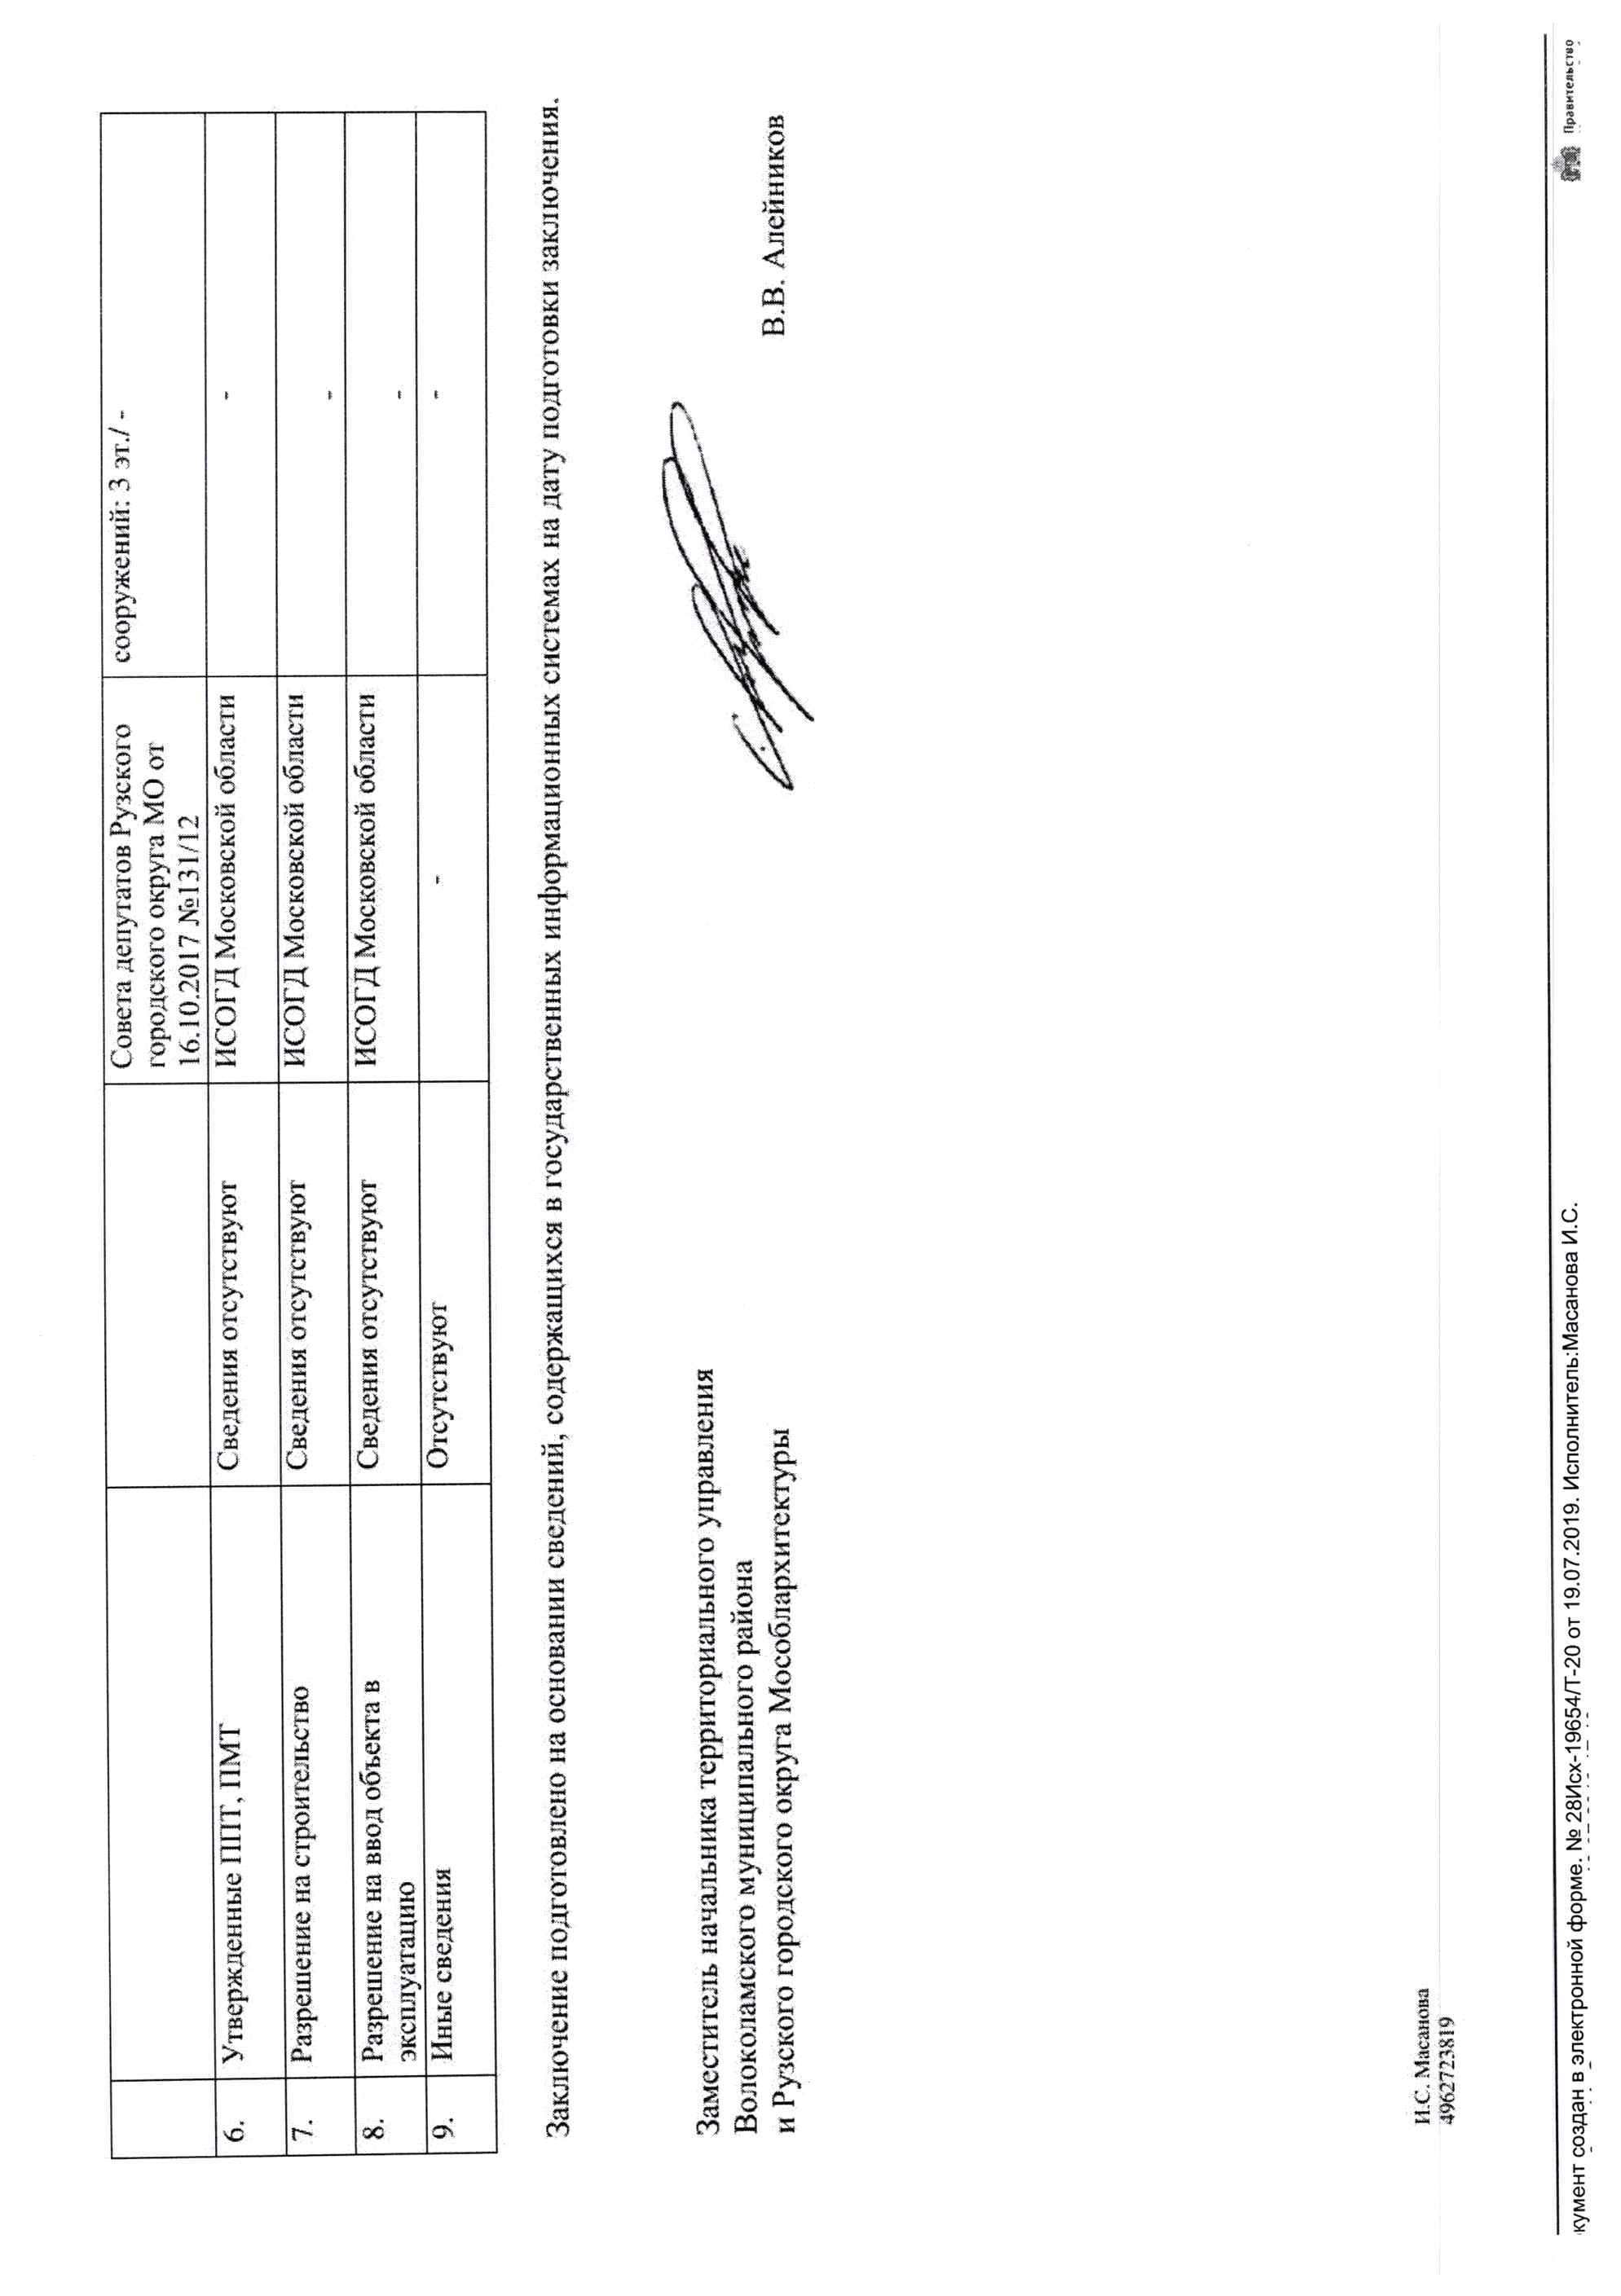 Совета депутатов Рузского
городского округа МО от
16.10.2017 №131/12
сооружений: 3 эт./ -
6. Утвержденные ППТ, ПМТ Сведения отсутствуют ИСОГД Московской области -
7. Разрешение на строительство Сведения отсутствуют ИСОГД Московской области -
8. Разрешение на ввод объекта в
эксплуатацию
Сведения отсутствуют ИСОГД Московской области -
9. Иные сведения Отсутствуют - -
Заключение подготовлено на основании сведений, содержащихся в государственных информационных системах на дату подготовки заключения.
Заместитель начальника территориального управления
Волоколамского муниципального района
и Рузского городского округа Мособлархитектуры
В.В. Алейников
И.С. Масанова
4962723819
кумент создан в электронной форме. № 28Исх-19654/Т-20 от 19.07.2019. Исполнитель:Масанова И.С.
Правительство